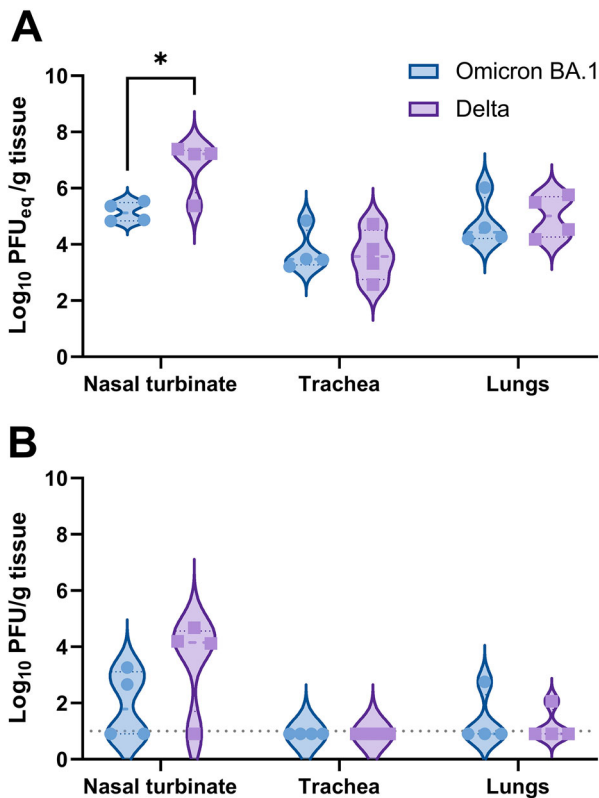 A
*
Omicron BA.1
Delta
Log10 PFUeq /g tissue
10
8
6
4
2
0
Nasal turbinate Trachea Lungs
B
Log10 PFU/g tissue
10
8
6
4
2
0
Nasal turbinate Trachea Lungs